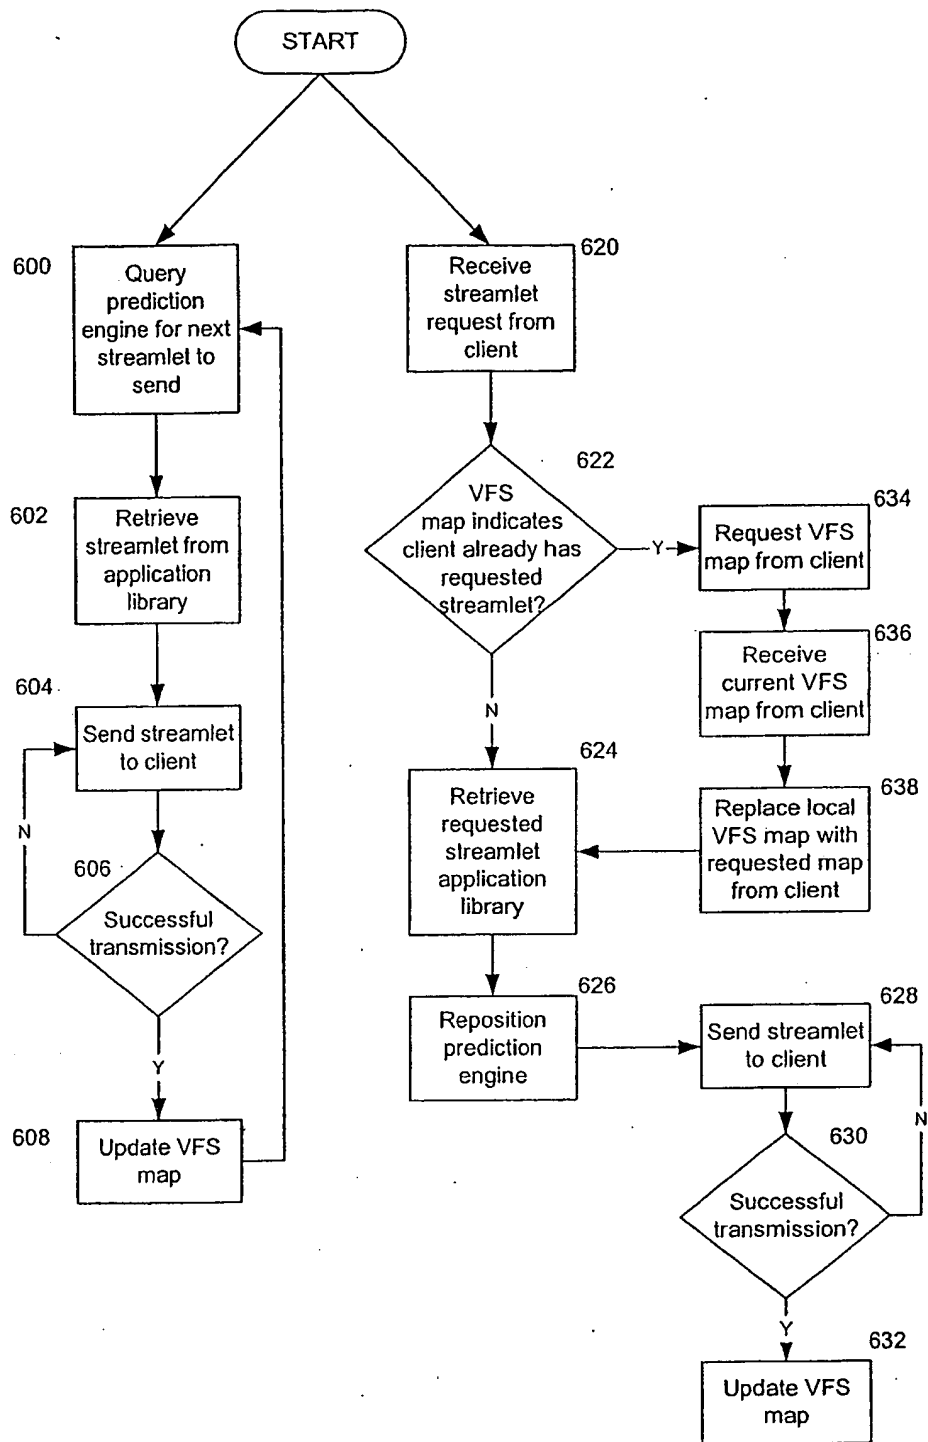 START
600
Query
prediction
engine for next
streamlet to
send
602
Retrieve
streamlet from
application
library
604
Send streamlet
to client
N
606
Successful
transmission?
Y
608
Update VFS
map
620
Receive
streamlet
request from
client
622
VFS
map indicates
client already has
requested
streamlet?
Y
N
634
Request VFS
map from client
636
Receive
current VFS
map from client
638
Replace local
VFS map with
requested map
from client
624
Retrieve
requested
streamlet
application
library
626
Reposition
prediction
engine
628
Send streamlet
to client
N
630
Successful
transmission?
Y
632
Update VFS
map